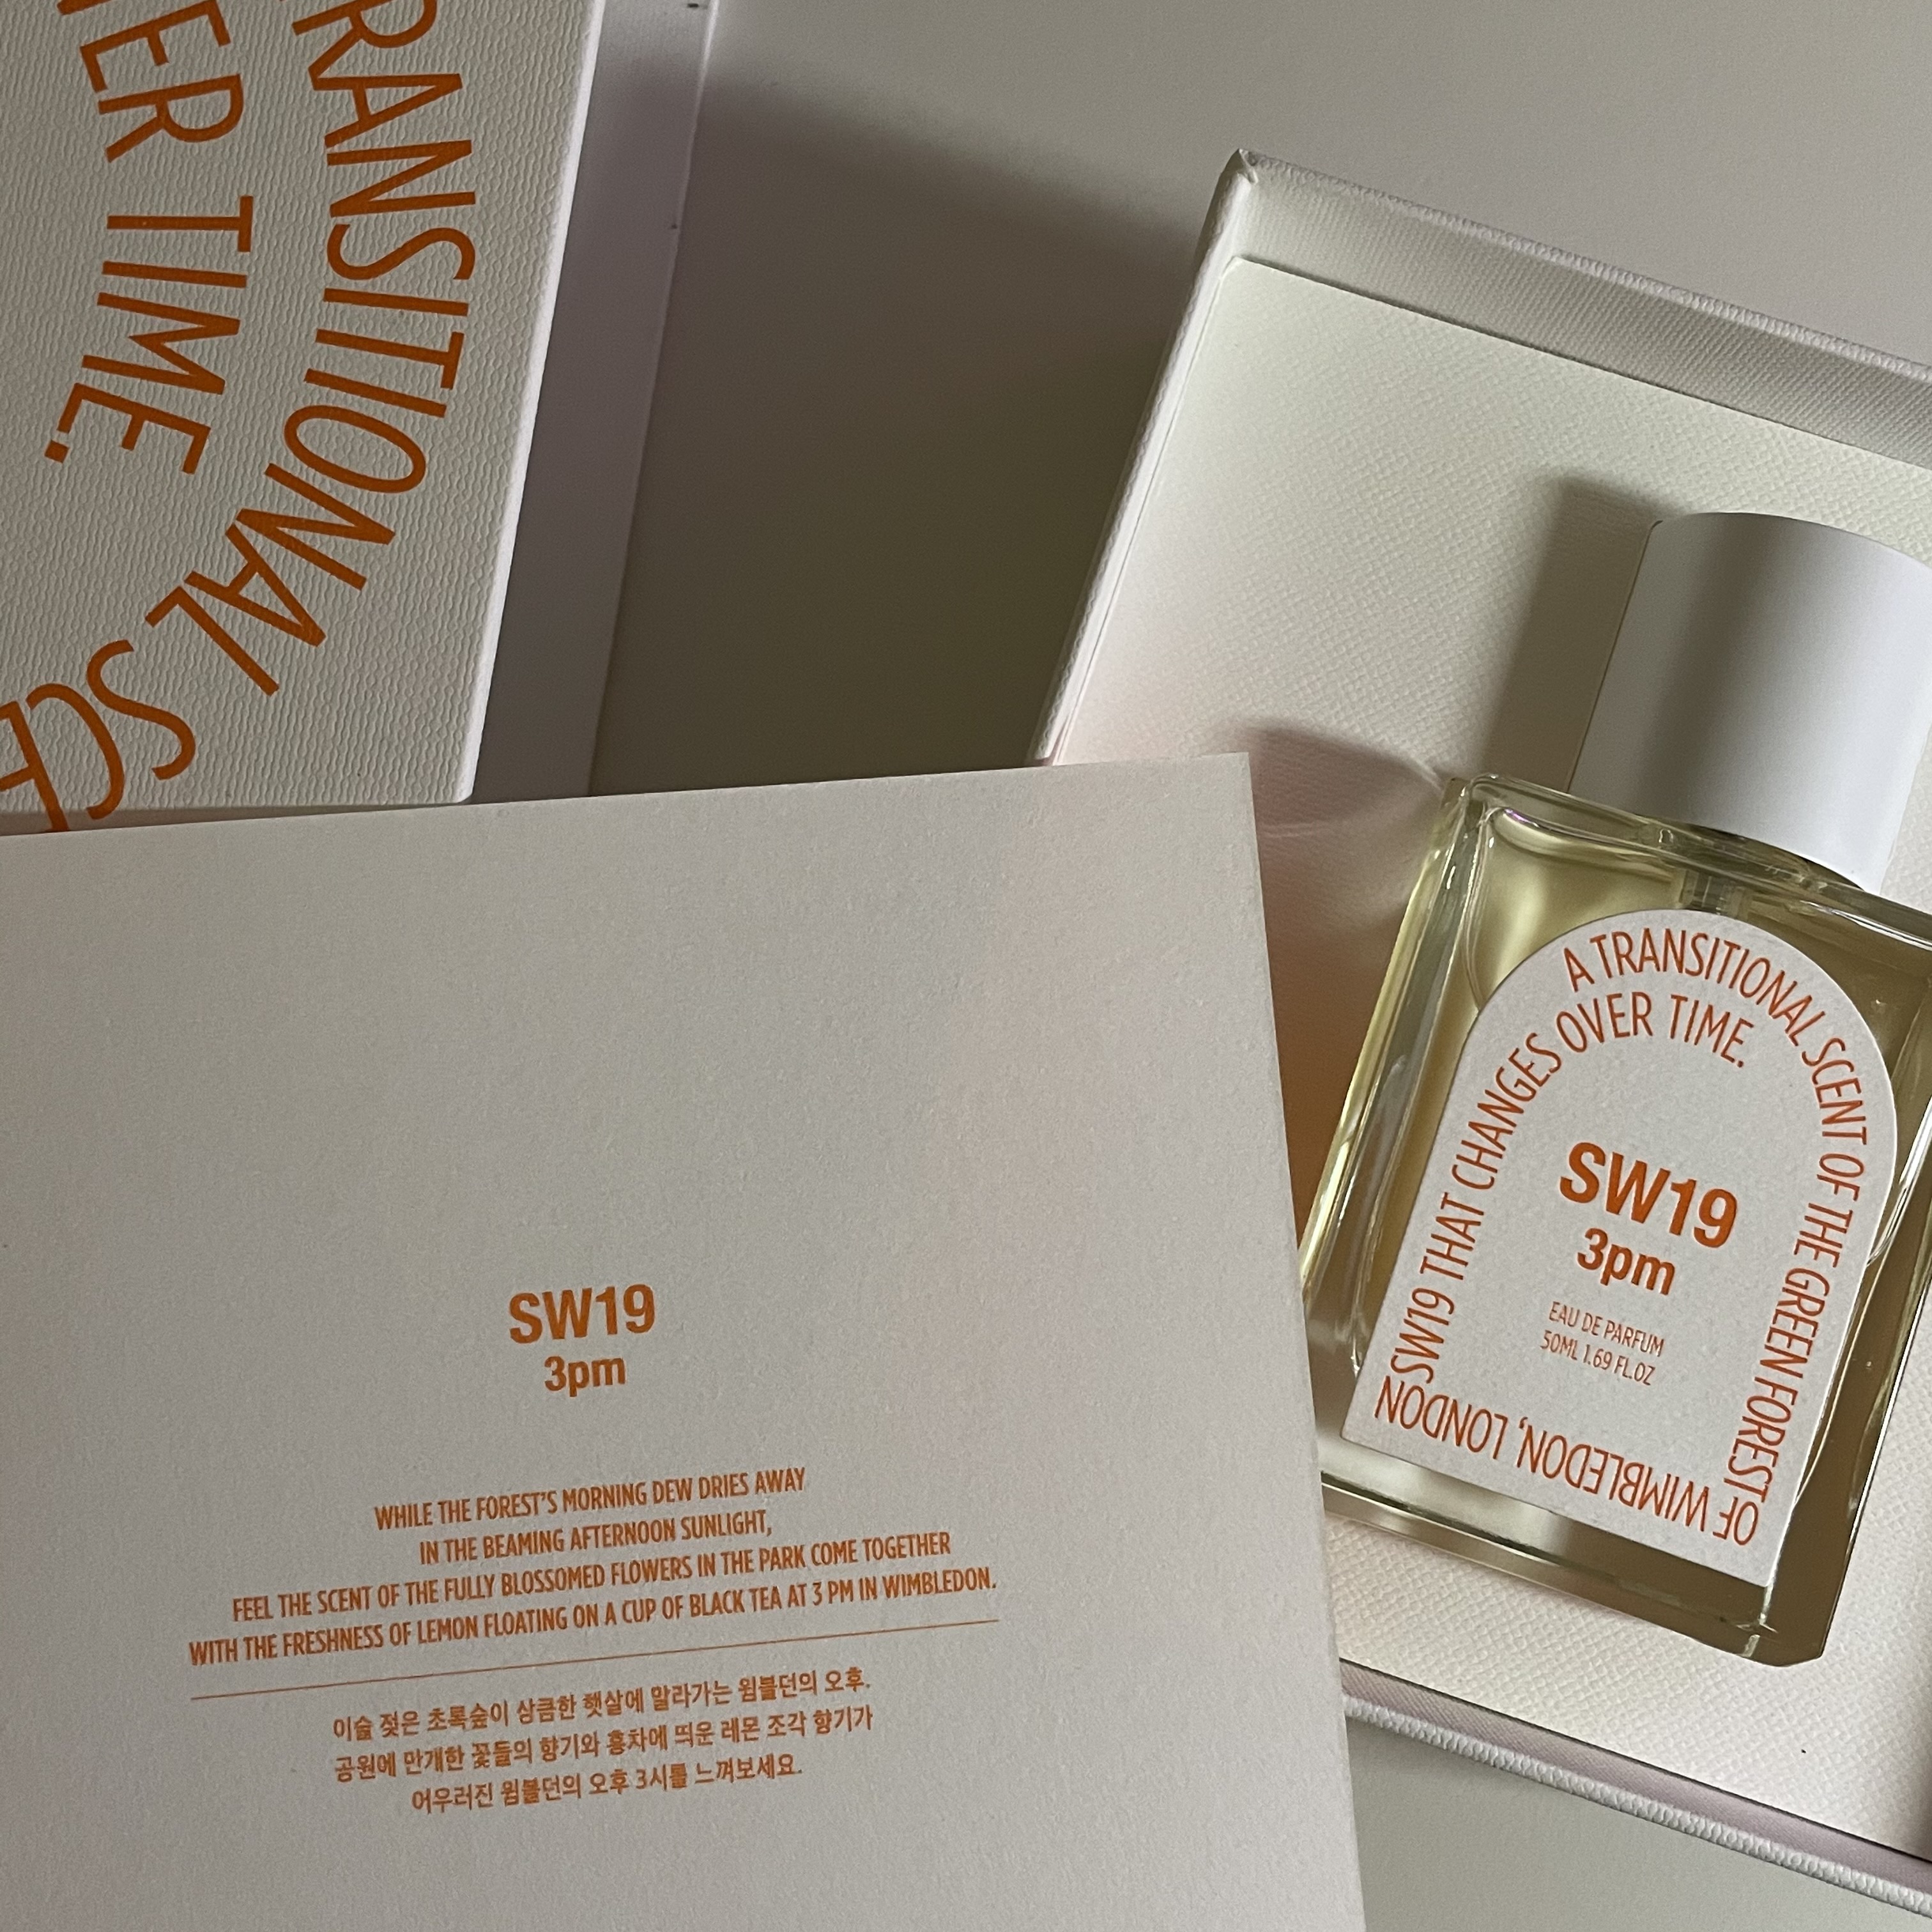 TRANSITIONAL
TIME.
A TRANSITIONAL SCENT OF THE GREEN FOREST
OF WIMBLEDON, LONDON
SW19 THAT CHANGES OVER TIME.
SW19
3pm
EAU DE PARFUM
50ML 1.69 FL.OZ
SW19
3pm
WHILE THE FOREST'S MORNING DEW DRIES AWAY
IN THE BEAMING AFTERNOON SUNLIGHT,
FEEL THE SCENT OF THE FULLY BLOSSOMED FLOWERS IN THE PARK COME TOGETHER
WITH THE FRESHNESS OF LEMON FLOATING ON A CUP OF BLACK TEA AT 3 PM IN WIMBLEDON.
이슬 젖은 초록숲이 상큼한 햇살에 말라가는 윔블던의 오후.
공원에 만개한 꽃들의 향기와 홍차에 띄운 레몬 조각 향기가
어우러진 윔블던의 오후 3시를 느껴보세요.